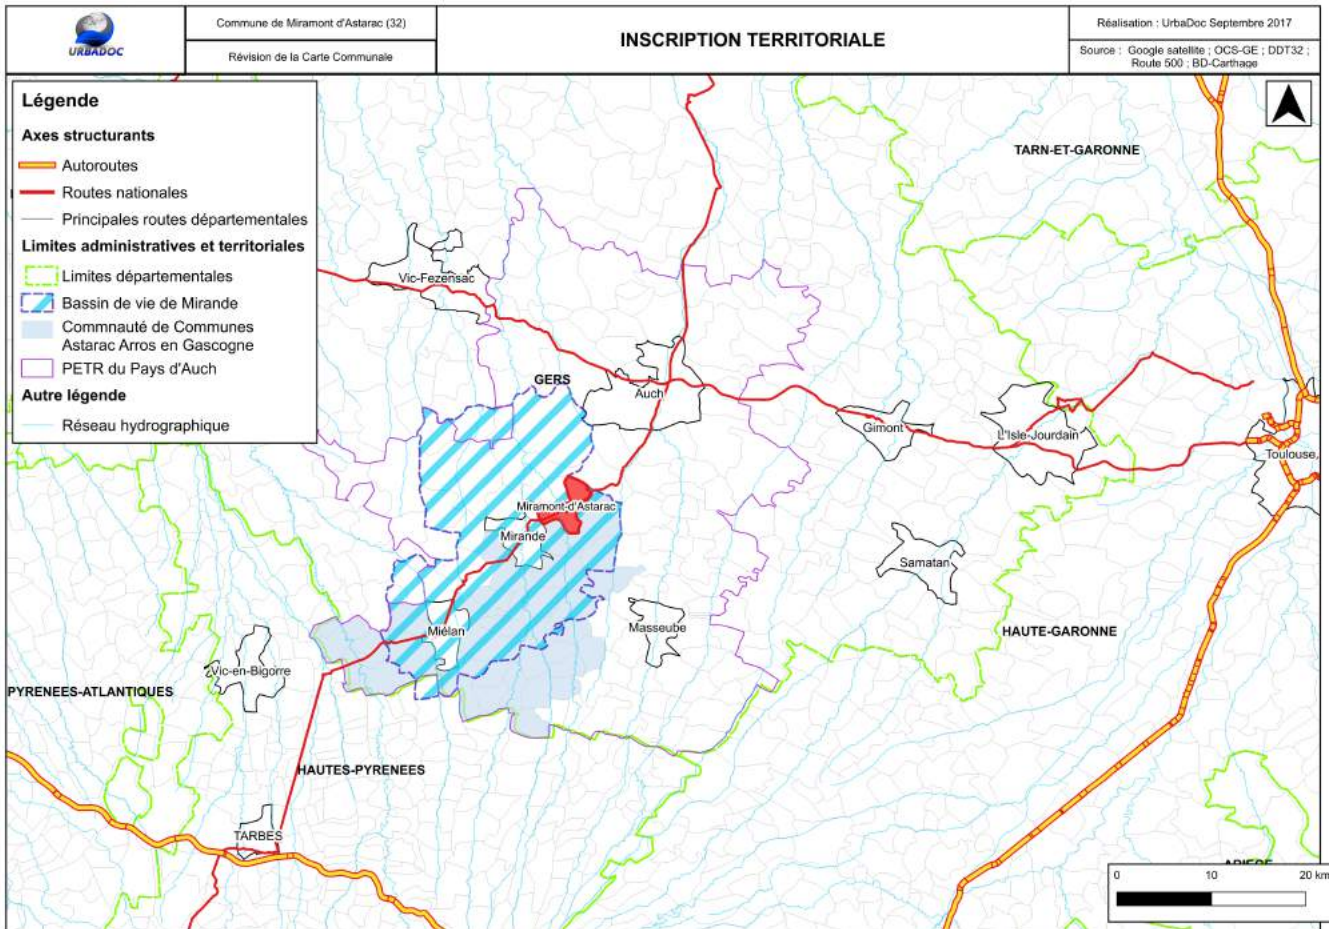 URBADOC
Commune de Miramont d'Astarac (32)
Révision de la Carte Communale
INSCRIPTION TERRITORIALE
Réalisation : UrbaDoc Septembre 2017
Source : Google satellite ; OCS-GE ; DDT32 ;
Route 500 ; BD-Carthage
Légende
Axes structurants
Autoroutes
Routes nationales
Principales routes départementales
Limites administratives et territoriales
Limites départementales
Bassin de vie de Mirande
Commnauté de Communes
Astarac Arros en Gascogne
PETR du Pays d'Auch
Autre légende
Réseau hydrographique
TARN-ET-GARONNE
Vic-Fezensac
GERS
Auch
Gimont
L'Isle-Jourdain
Toulouse
Miramont-d'Astarac
Mirande
Samatan
Masseube
Miélan
HAUTE-GARONNE
Vic-en-Bigorre
PYRENEES-ATLANTIQUES
HAUTES-PYRENEES
TARBES
ARIEGE
0 10 20 km